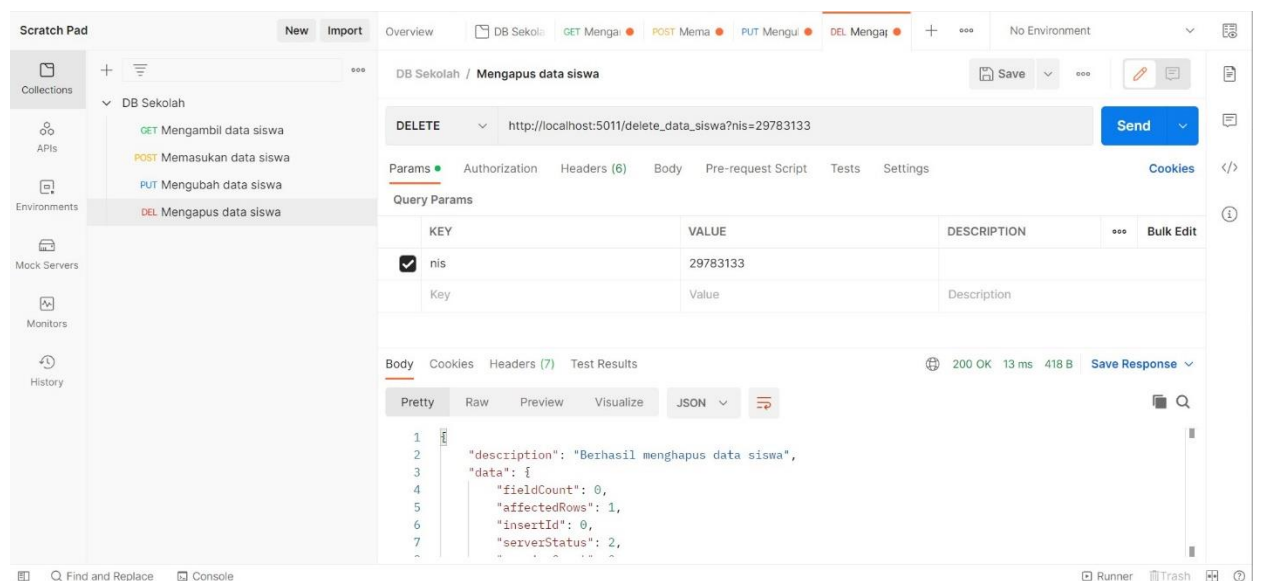 Scratch Pad
New
Import
Collections
APIs
Environments
Mock Servers
Monitors
History
DB Sekolah
GET Mengambil data siswa
POST Memasukan data siswa
PUT Mengubah data siswa
DEL Mengapus data siswa
Overview
DB Sekola
GET Mengai
POST Mema
PUT Mengul
DEL Mengap
No Environment
DB Sekolah / Mengapus data siswa
Save
DELETE
http://localhost:5011/delete_data_siswa?nis=29783133
Send
Params
Authorization
Headers (6)
Body
Pre-request Script
Tests
Settings
Cookies
Query Params
KEY
VALUE
DESCRIPTION
Bulk Edit
nis
29783133
Key
Value
Description
Body
Cookies
Headers (7)
Test Results
200 OK
13 ms
418 B
Save Response
Pretty
Raw
Preview
Visualize
JSON
1 {
2 "description": "Berhasil menghapus data siswa",
3 "data": {
4 "fieldCount": 0,
5 "affectedRows": 1,
6 "insertId": 0,
7 "serverStatus": 2,
Find and Replace
Console
Runner
Trash